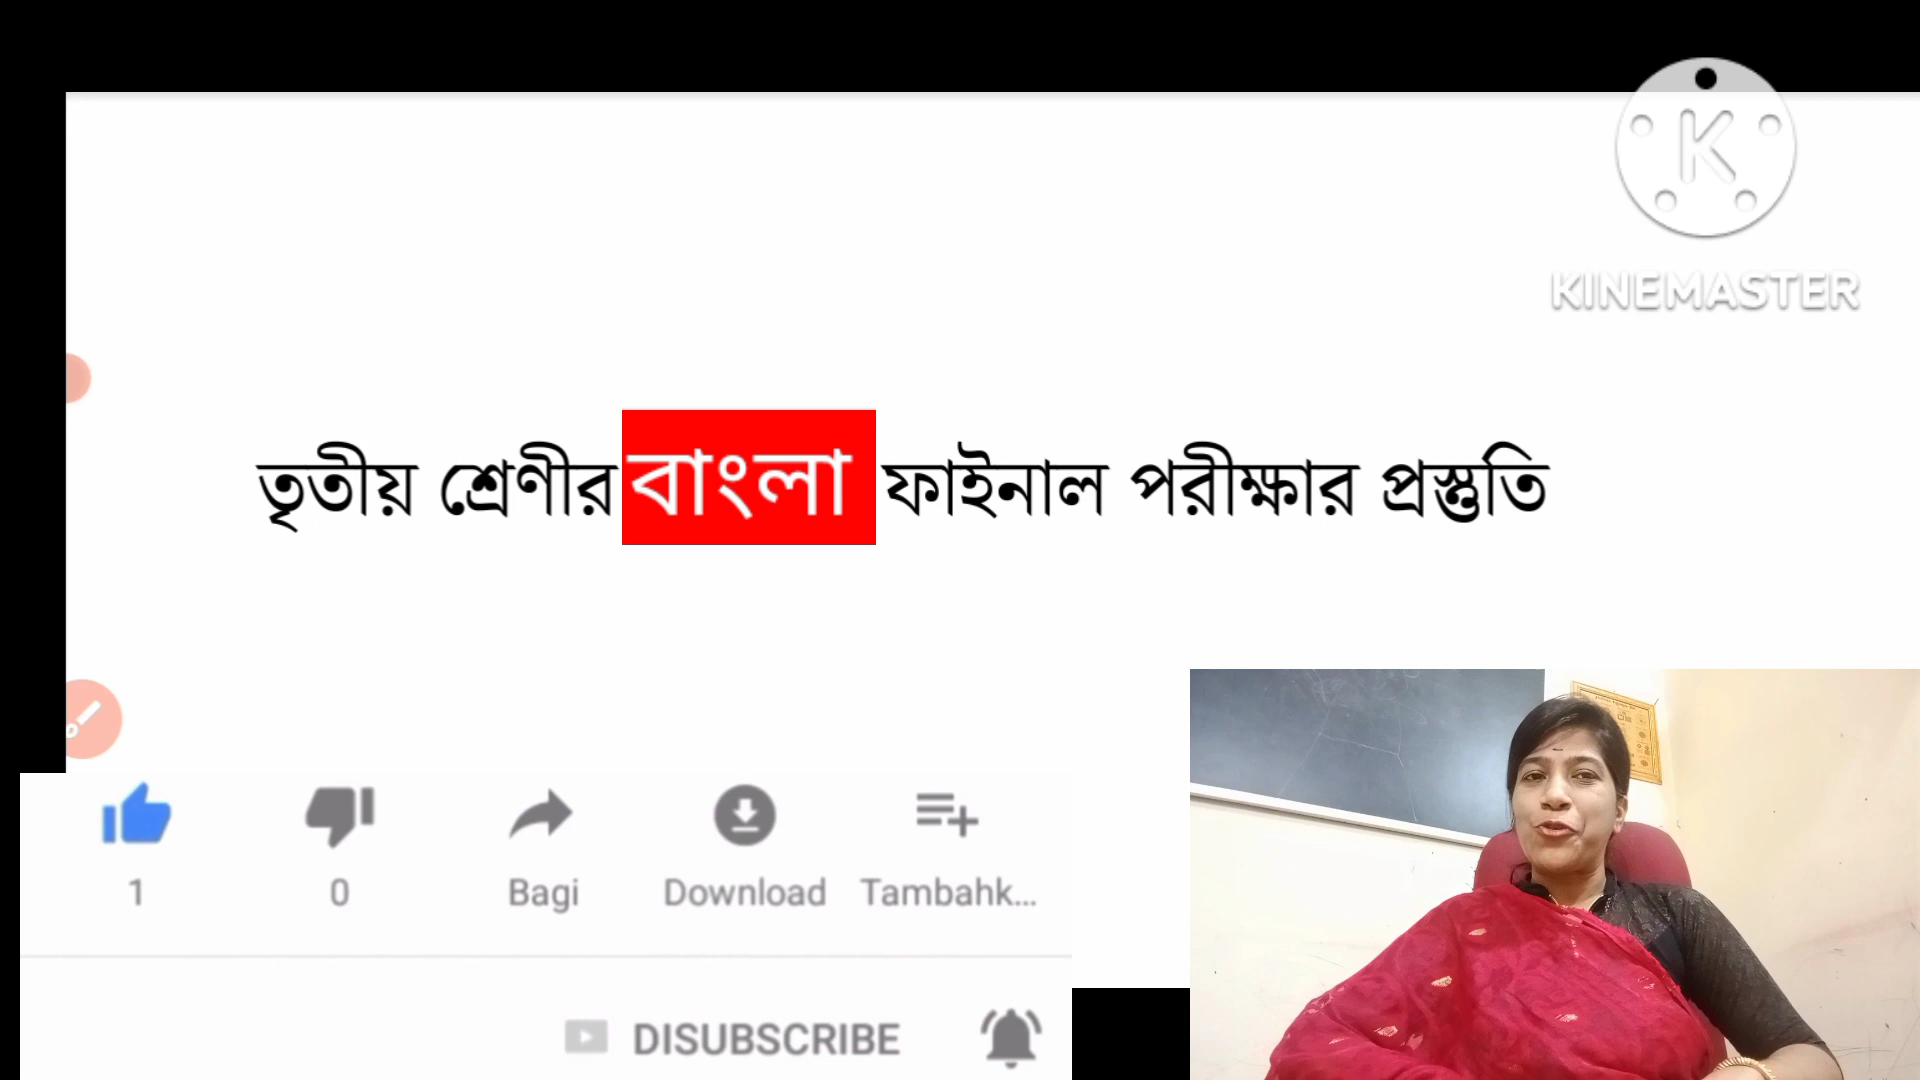 K
KINEMASTER
তৃতীয় শ্রেণীর বাংলা ফাইনাল পরীক্ষার প্রস্তুতি
1 0 Bagi Download Tambahk...
DISUBSCRIBE